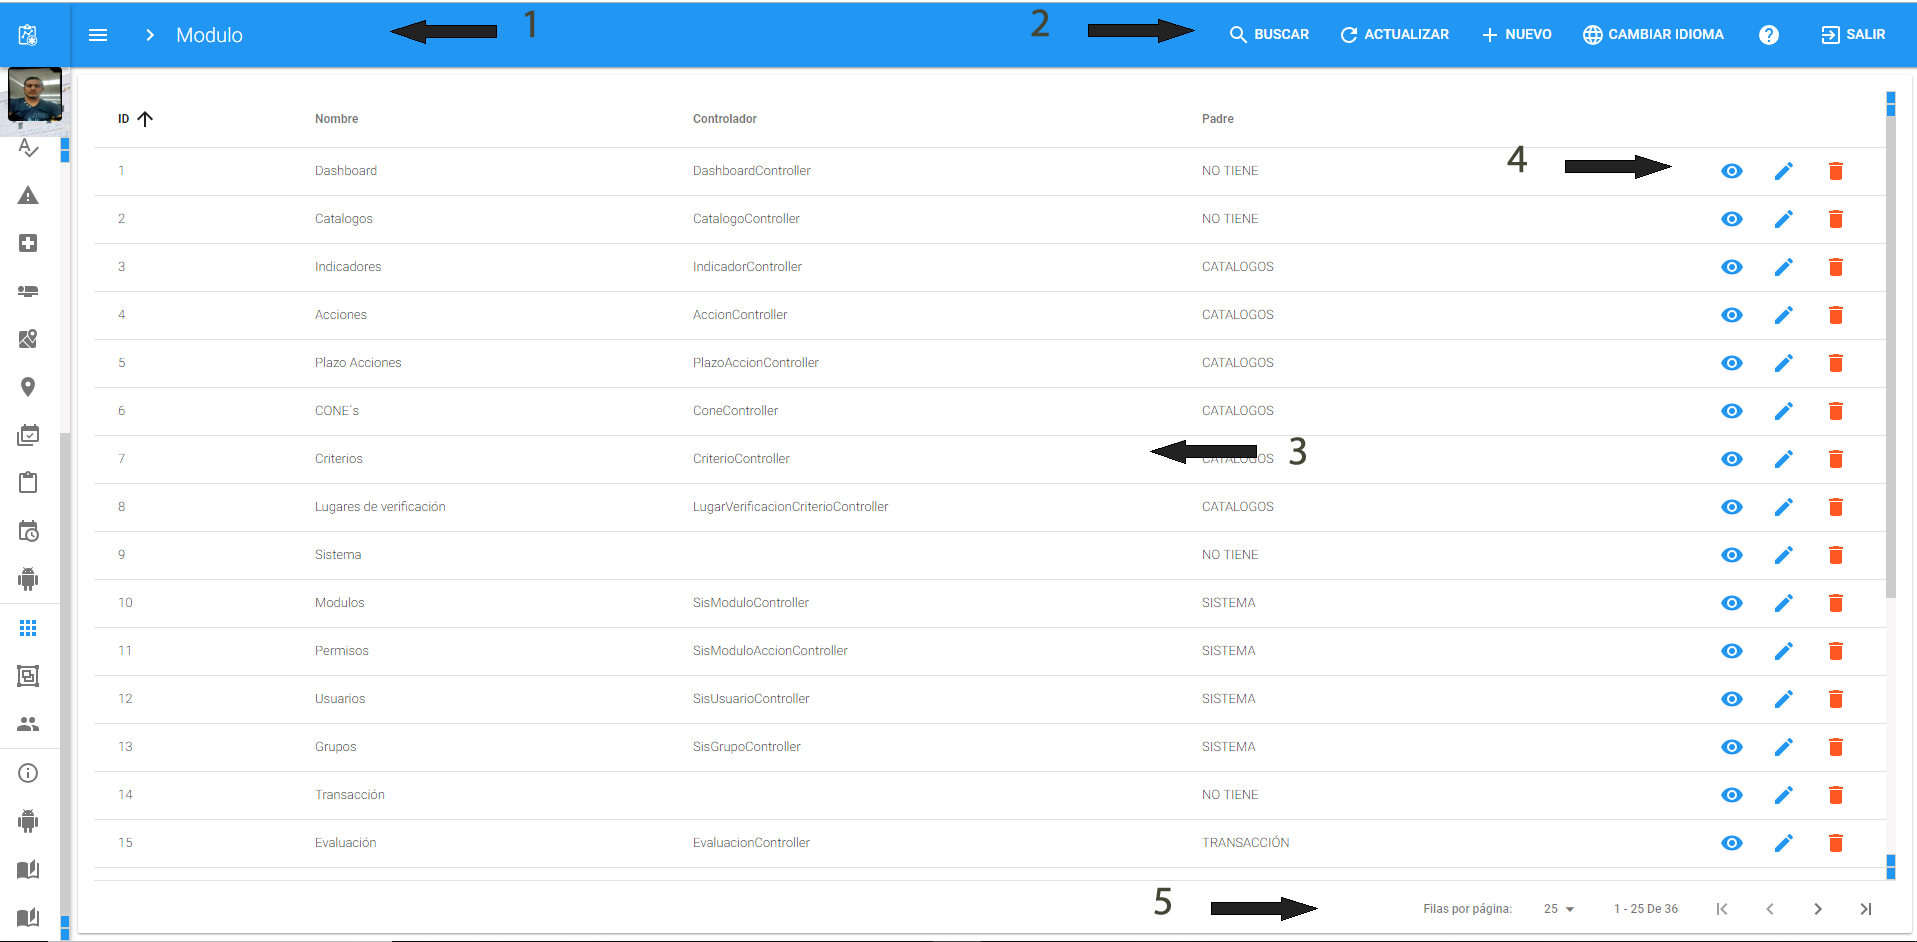 Modulo 1 2 BUSCAR ACTUALIZAR NUEVO CAMBIAR IDIOMA ? SALIR
ID Nombre Controlador Padre
1 Dashboard DashboardController NO TIENE 4
2 Catalogos CatalogoController NO TIENE
3 Indicadores IndicadorController CATALOGOS
4 Acciones AccionController CATALOGOS
5 Plazo Acciones PlazoAccionController CATALOGOS
6 CONE´s ConeController CATALOGOS
7 Criterios CriterioController CATALOGOS 3
8 Lugares de verificación LugarVerificacionCriterioController CATALOGOS
9 Sistema NO TIENE
10 Modulos SisModuloController SISTEMA
11 Permisos SisModuloAccionController SISTEMA
12 Usuarios SisUsuarioController SISTEMA
13 Grupos SisGrupoController SISTEMA
14 Transacción NO TIENE
15 Evaluación EvaluacionController TRANSACCIÓN
5 Filas por página: 25 1 - 25 De 36